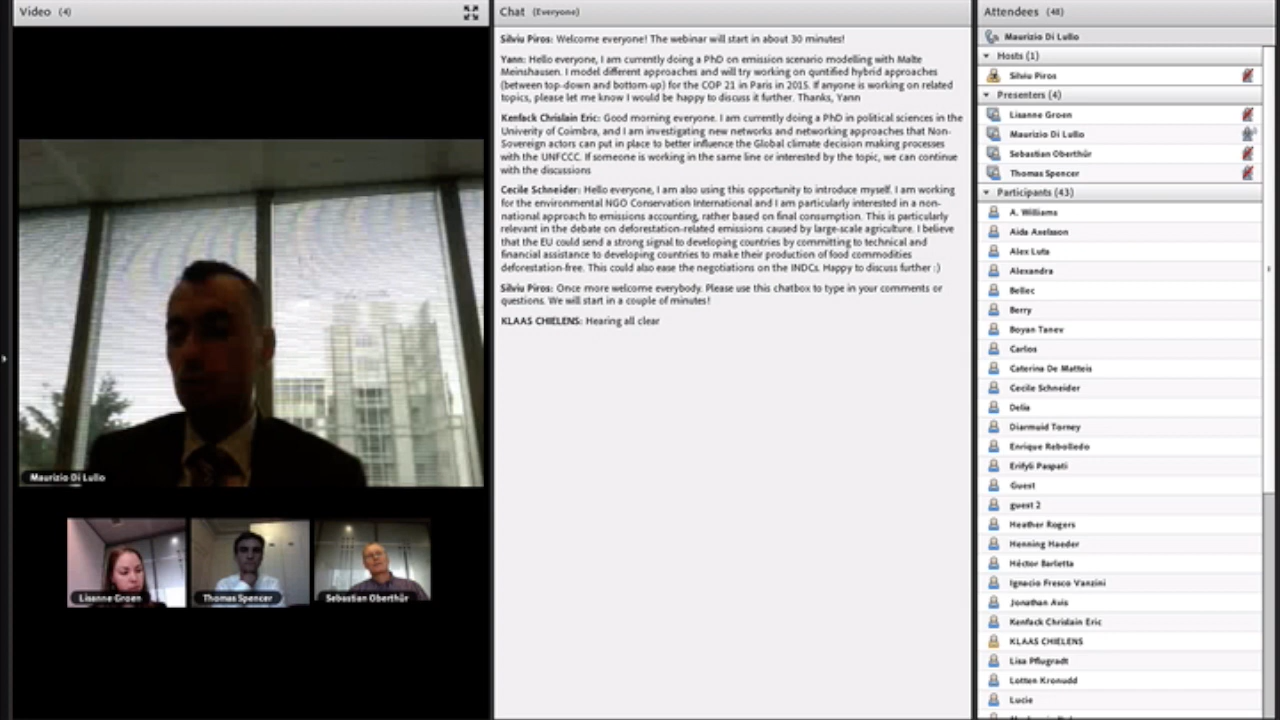 Video (4)
Maurizio Di Lullo
Lisanne Groen
Thomas Spencer
Sebastian Oberthür
Chat (Everyone)
Silviu Piros: Welcome everyone! The webinar will start in about 30 minutes!
Yann: Hello everyone, I am currently doing a PhD on emission scenario modelling with Malte
Meinshausen. I model different approaches and will try working on quntified hybrid approaches
(between top-down and bottom-up) for the COP 21 in Paris in 2015. If anyone is working on related
topics, please let me know I would be happy to discuss it further. Thanks, Yann
Kenfack Chrislain Eric: Good morning everyone. I am currently doing a PhD in political sciences in the
Univerity of Coimbra, and I am investigating new networks and networking approaches that Non-
Sovereign actors can put in place to better influence the Global climate decision making processes
with the UNFCCC. If someone is working in the same line or interested by the topic, we can continue
with the discussions
Cecile Schneider: Hello everyone, I am also using this opportunity to introduce myself. I am working
for the environmental NGO Conservation International and I am particularly interested in a non-
national approach to emissions accounting, rather based on final consumption. This is particularly
relevant in the debate on deforestation-related emissions caused by large-scale agriculture. I believe
that the EU could send a strong signal to developing countries by committing to technical and
financial assistance to developing countries to make their production of food commodities
deforestation-free. This could also ease the negotiations on the INDCs. Happy to discuss further :)
Silviu Piros: Once more welcome everybody. Please use this chatbox to type in your comments or
questions. We will start in a couple of minutes!
KLAAS CHIELENS: Hearing all clear
Attendees (48)
Maurizio Di Lullo
Hosts (1)
Silviu Piros
Presenters (4)
Lisanne Groen
Maurizio Di Lullo
Sebastian Oberthür
Thomas Spencer
Participants (43)
A. Williams
Aida Axelsson
Alex Luta
Alexandra
Bellec
Berry
Boyan Tanev
Carlos
Caterina De Matteis
Cecile Schneider
Delia
Diarmuid Torney
Enrique Rebolledo
Erifyli Paspati
Guest
guest 2
Heather Rogers
Henning Haeder
Héctor Barletta
Ignacio Fresco Vanzini
Jonathan Avis
Kenfack Chrislain Eric
KLAAS CHIELENS
Lisa Pflugradt
Lotten Kronudd
Lucie